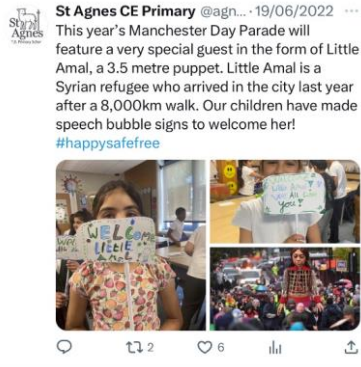 St Agnes CE Primary @agn... · 19/06/2022 ...
This year's Manchester Day Parade will
feature a very special guest in the form of Little
Amal, a 3.5 metre puppet. Little Amal is a
Syrian refugee who arrived in the city last year
after a 8,000km walk. Our children have made
speech bubble signs to welcome her!
#happysafefree
St
Agnes
WELCOME
LITTLE
AMAL
you!
2
6